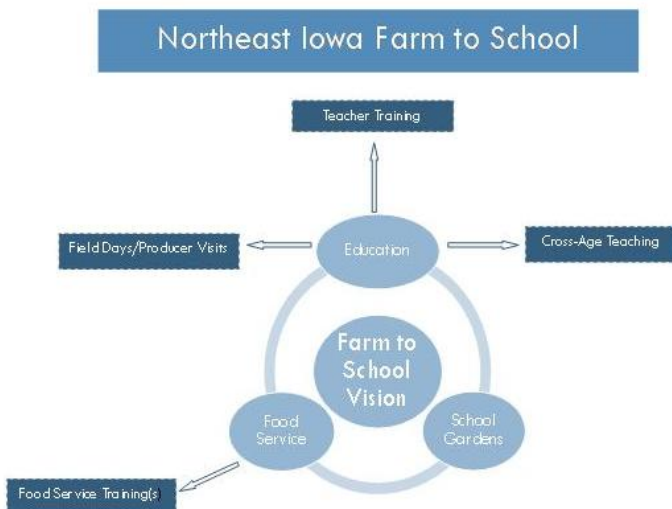 Northeast Iowa Farm to School
Teacher Training
Field Days/Producer Visits
Education
Cross-Age Teaching
Farm to
School
Vision
Food
Service
School
Gardens
Food Service Training(s)